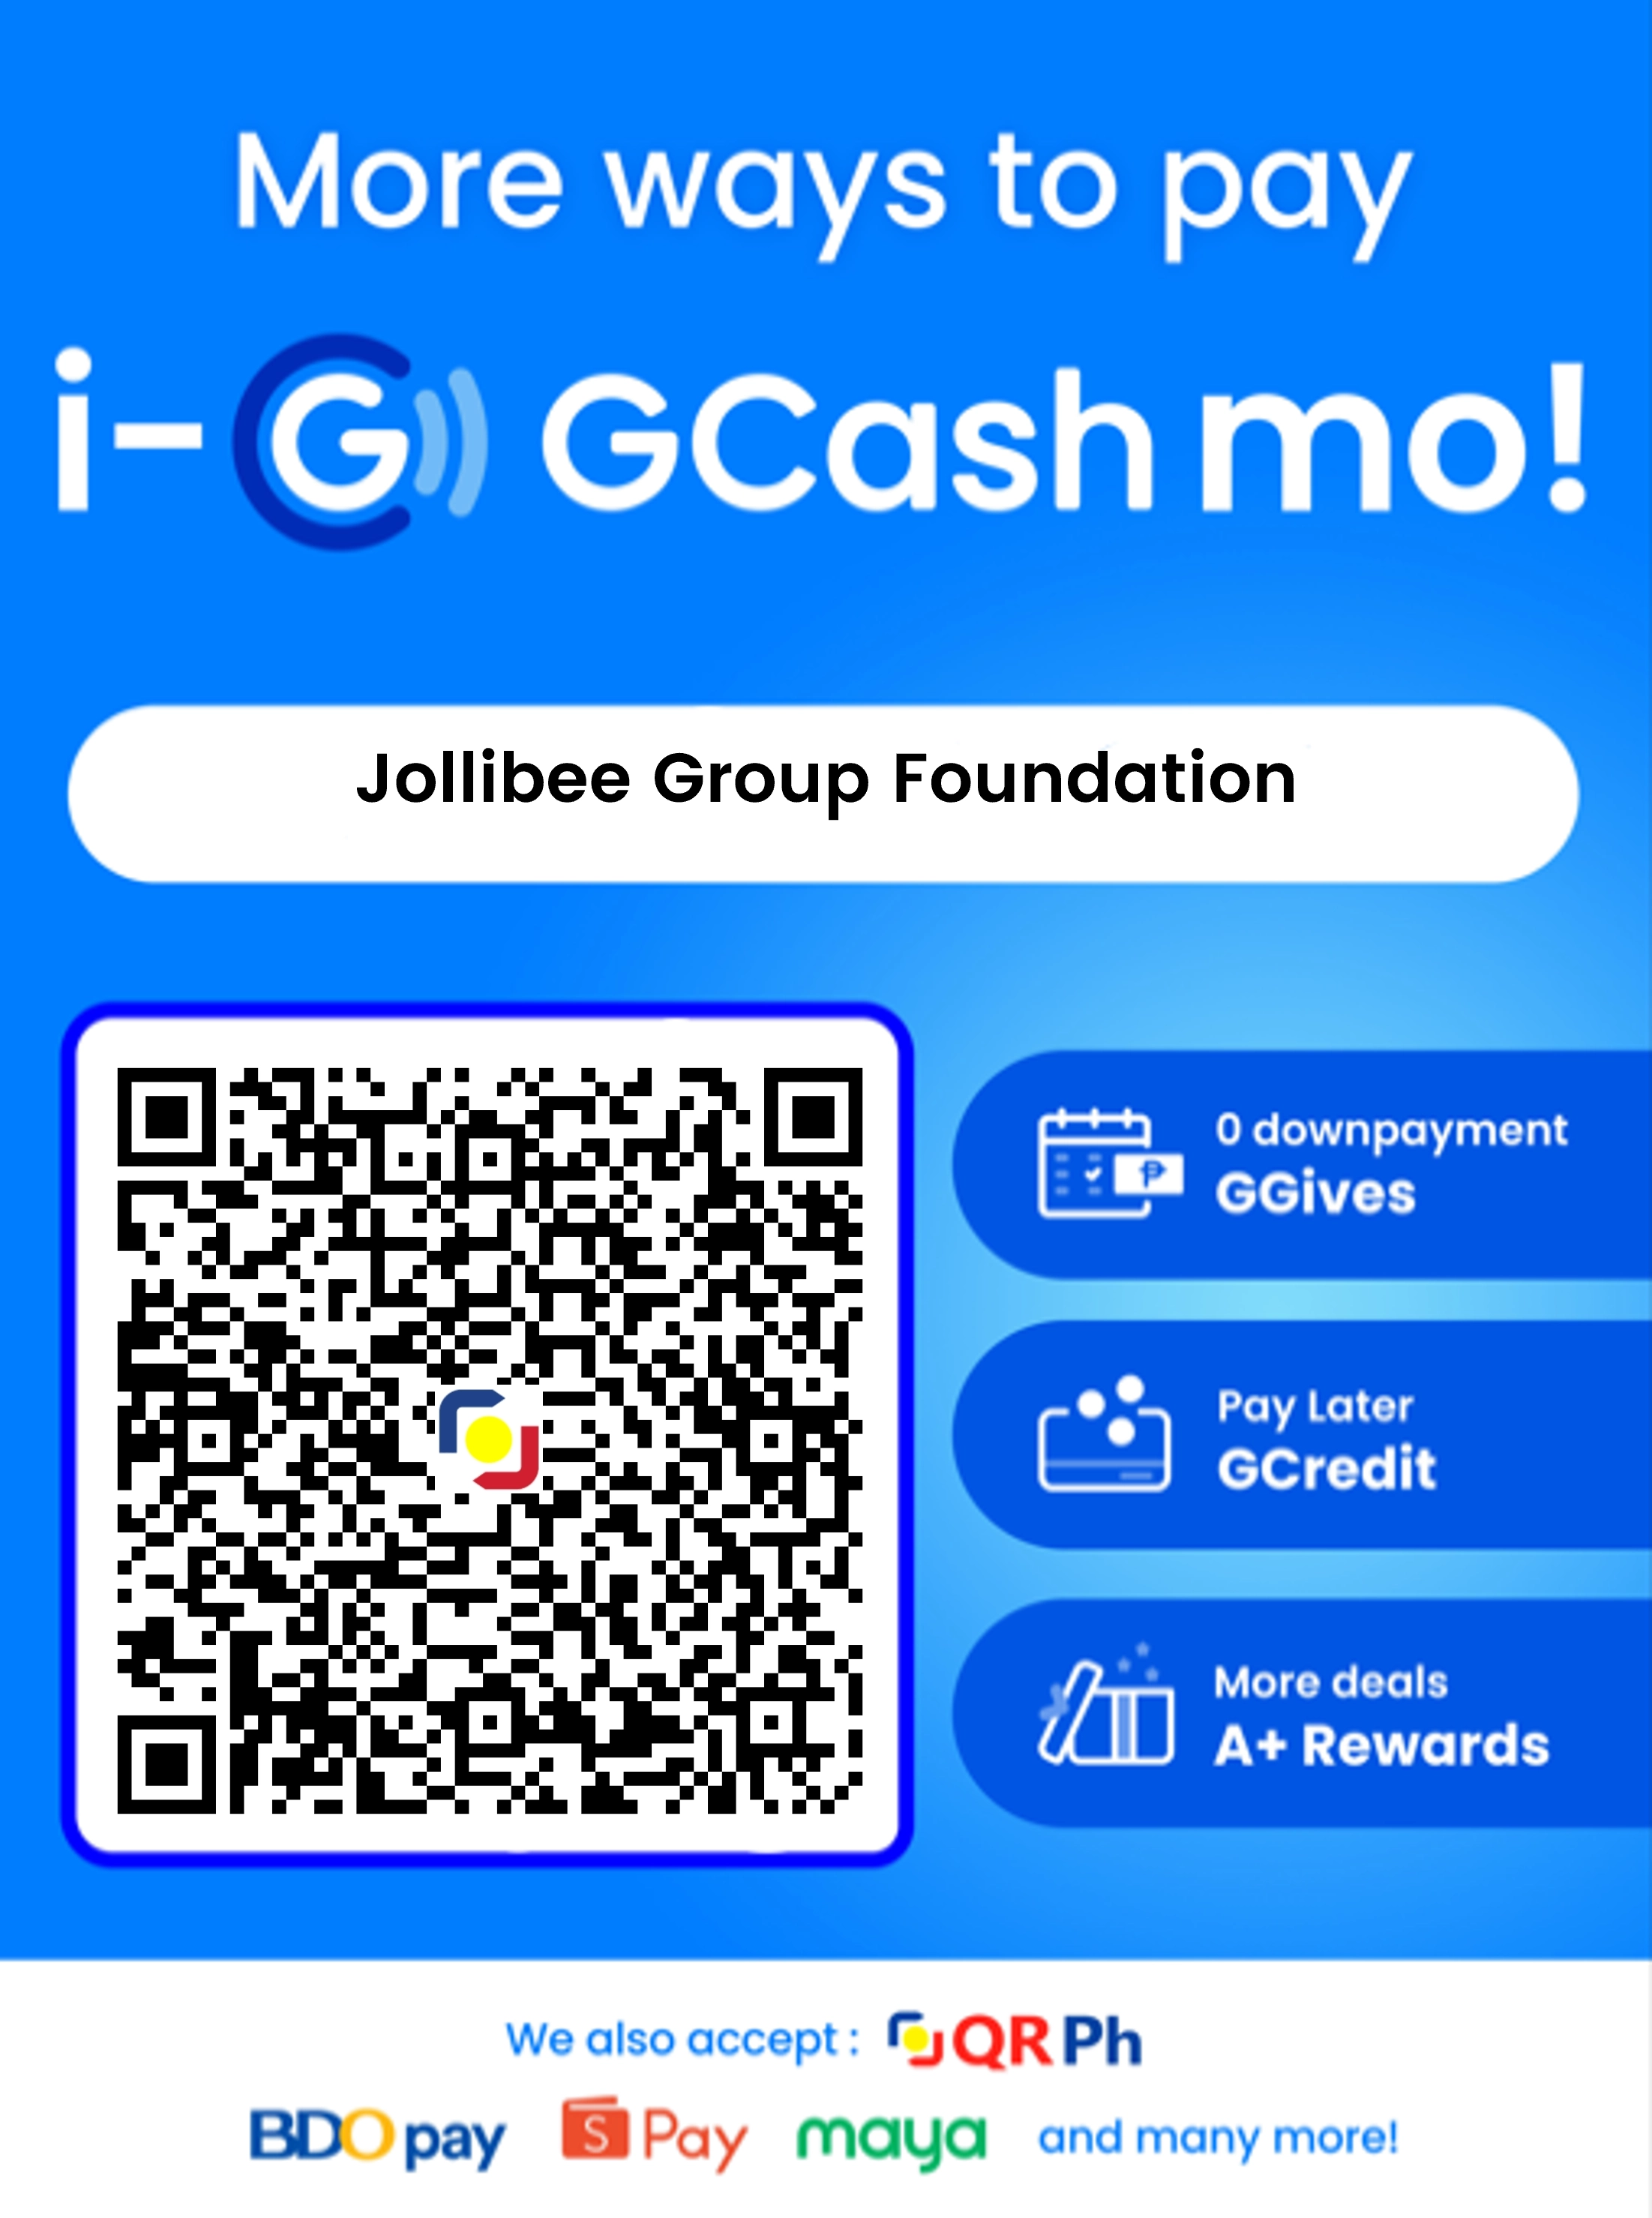 More ways to pay
i- G GCash mo!
Jollibee Group Foundation
0 downpayment
GGives
Pay Later
GCredit
More deals
A+ Rewards
We also accept : QR Ph
BDO pay S Pay maya and many more!